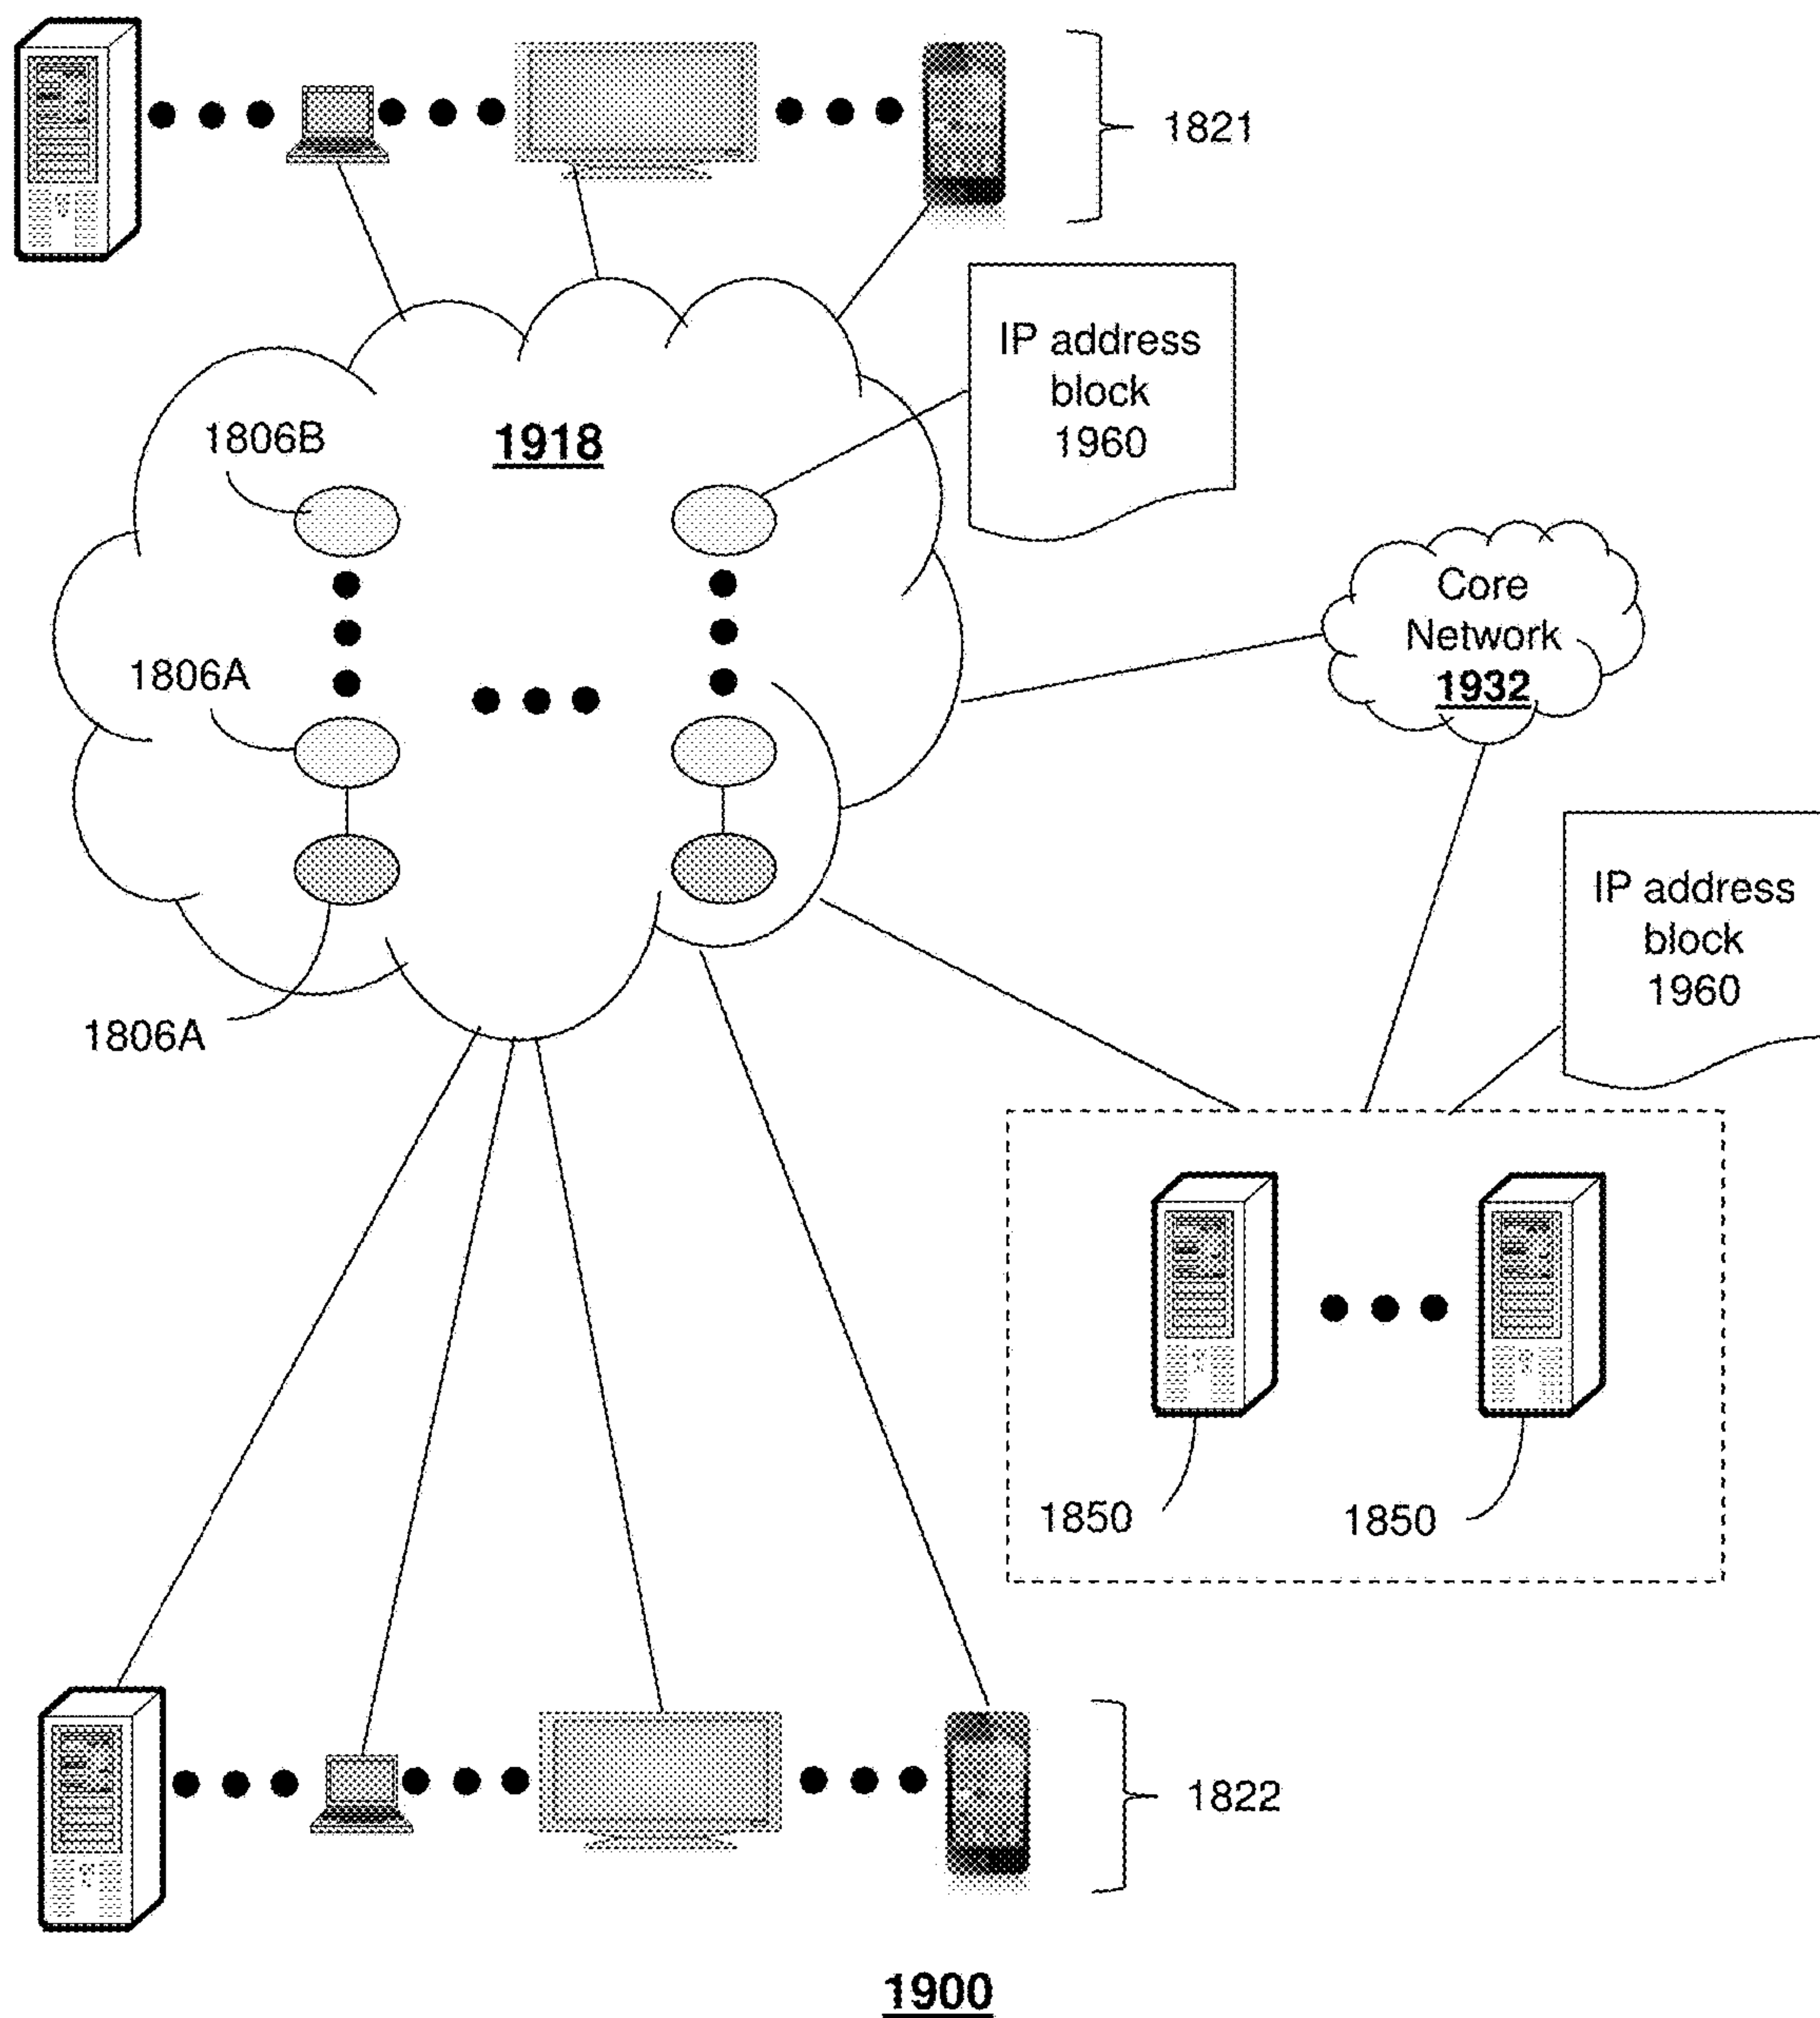 1821
IP address
block
1960
1806B
1918
Core
Network
1932
1806A
IP address
block
1960
1806A
1850
1850
1822
1900